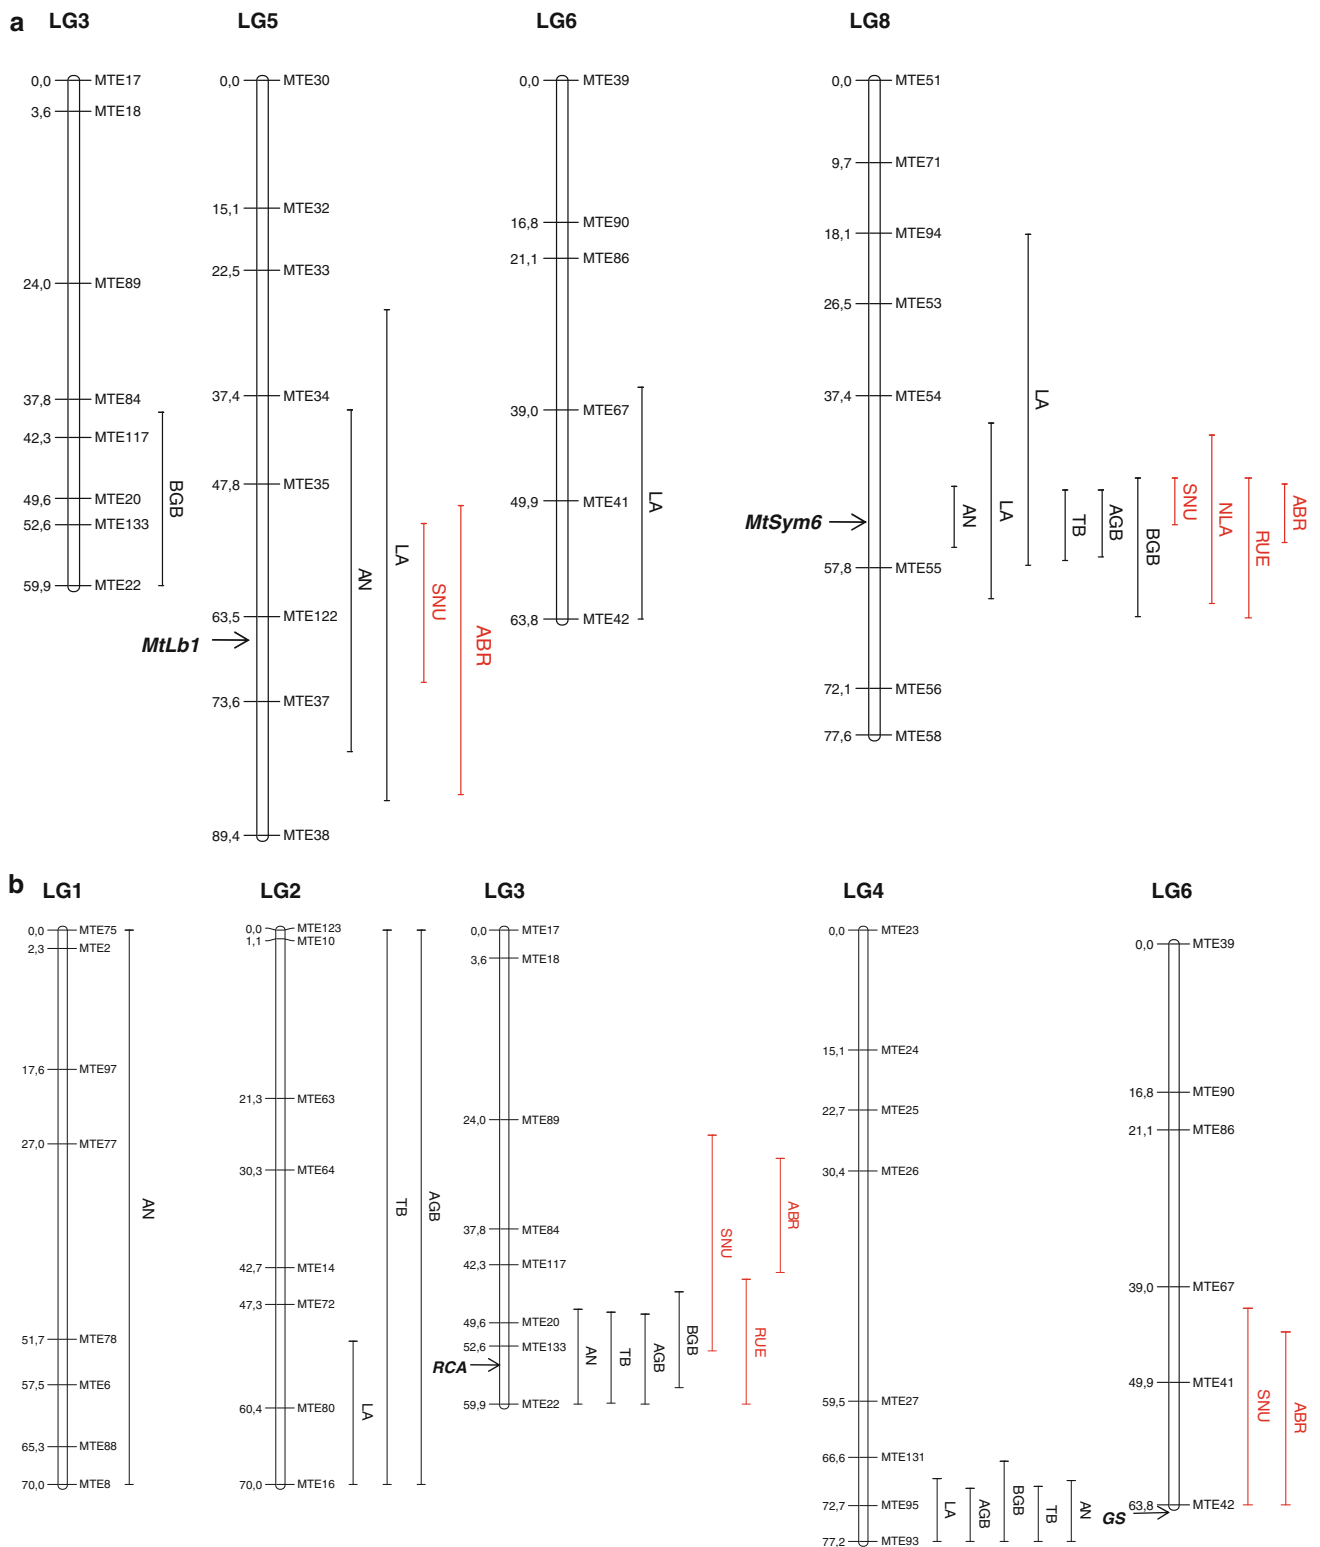 a
LG3
LG5
LG6
LG8
0,0 MTE17
3,6 MTE18
24,0 MTE89
37,8 MTE84
42,3 MTE117
49,6 MTE20
52,6 MTE133
59,9 MTE22
BGB
0,0 MTE30
15,1 MTE32
22,5 MTE33
37,4 MTE34
47,8 MTE35
63,5 MTE122
MtLb1
73,6 MTE37
89,4 MTE38
AN
LA
SNU
ABR
0,0 MTE39
16,8 MTE90
21,1 MTE86
39,0 MTE67
49,9 MTE41
63,8 MTE42
LA
0,0 MTE51
9,7 MTE71
18,1 MTE94
26,5 MTE53
37,4 MTE54
MtSym6
57,8 MTE55
72,1 MTE56
77,6 MTE58
AN
LA
LA
TB
AGB
BGB
SNU
NLA
RUE
ABR
b
LG1
LG2
LG3
LG4
LG6
0,0 MTE75
2,3 MTE2
17,6 MTE97
27,0 MTE77
51,7 MTE78
57,5 MTE6
65,3 MTE88
70,0 MTE8
AN
0,0 MTE123
1,1 MTE10
21,3 MTE63
30,3 MTE64
42,7 MTE14
47,3 MTE72
60,4 MTE80
70,0 MTE16
LA
TB
AGB
0,0 MTE17
3,6 MTE18
24,0 MTE89
37,8 MTE84
42,3 MTE117
49,6 MTE20
52,6 MTE133
RCA
59,9 MTE22
AN
TB
AGB
BGB
SNU
RUE
ABR
0,0 MTE23
15,1 MTE24
22,7 MTE25
30,4 MTE26
59,5 MTE27
66,6 MTE131
72,7 MTE95
77,2 MTE93
LA
AGB
BGB
TB
AN
0,0 MTE39
16,8 MTE90
21,1 MTE86
39,0 MTE67
49,9 MTE41
63,8 MTE42
GS
SNU
ABR